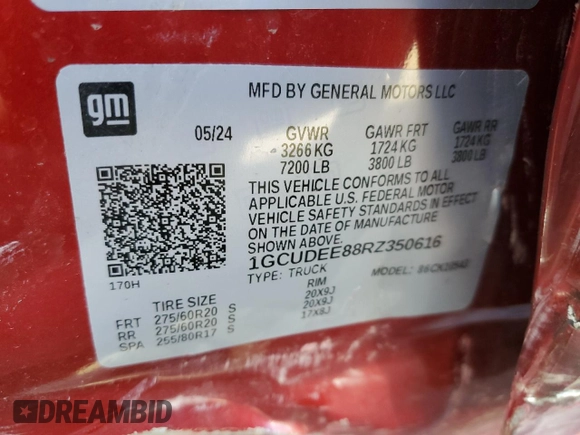 gm
MFD BY GENERAL MOTORS LLC
05/24 GVWR GAWR FRT GAWR RR
3266 KG 1724 KG 1724 KG
7200 LB 3800 LB 3800 LB
THIS VEHICLE CONFORMS TO ALL
APPLICABLE U.S. FEDERAL MOTOR
VEHICLE SAFETY STANDARDS IN EFFECT
ON THE DATE OF MANUFACTURE
SHOWN ABOVE.
1GCUDEE88RZ350616
TYPE: TRUCK MODEL:
170H
TIRE SIZE RIM
FRT 275/60R20 S 20X9J
RR 275/60R20 S 20X9J
SPA 255/80R17 S 17X8J
DREAMBID